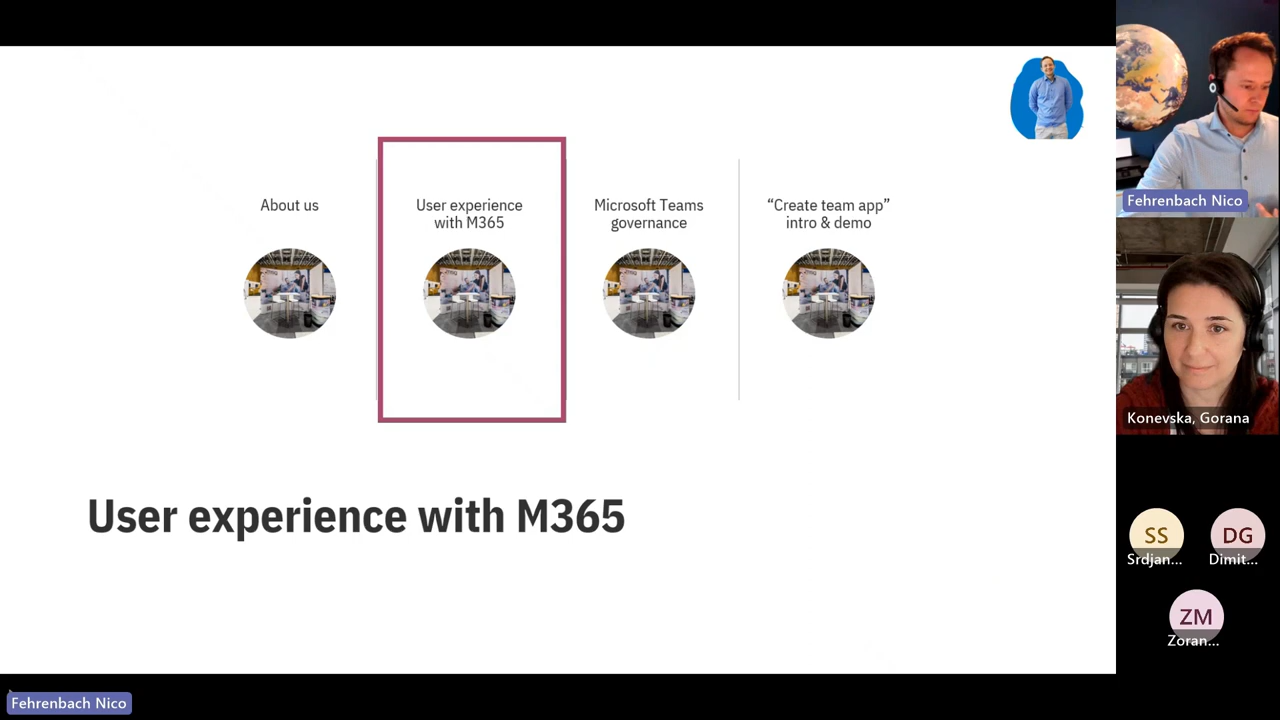 About us
User experience
with M365
Microsoft Teams
governance
“Create team app”
intro & demo
User experience with M365
Fehrenbach Nico
Konevska, Gorana
SS
Srdjan...
DG
Dimit...
ZM
Zoran...
Fehrenbach Nico